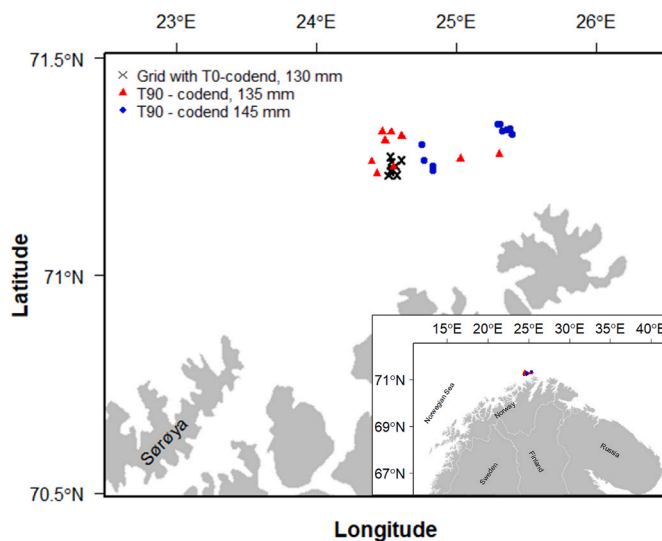 23°E 24°E 25°E 26°E
71.5°N
× Grid with T0-codend, 130 mm
▲ T90 - codend, 135 mm
● T90 - codend 145 mm
Latitude
71°N
Sørøya
70.5°N
Longitude
15°E 20°E 25°E 30°E 40°E
71°N
69°N
67°N
Norwegian Sea
Norway
Sweden
Finland
Russia